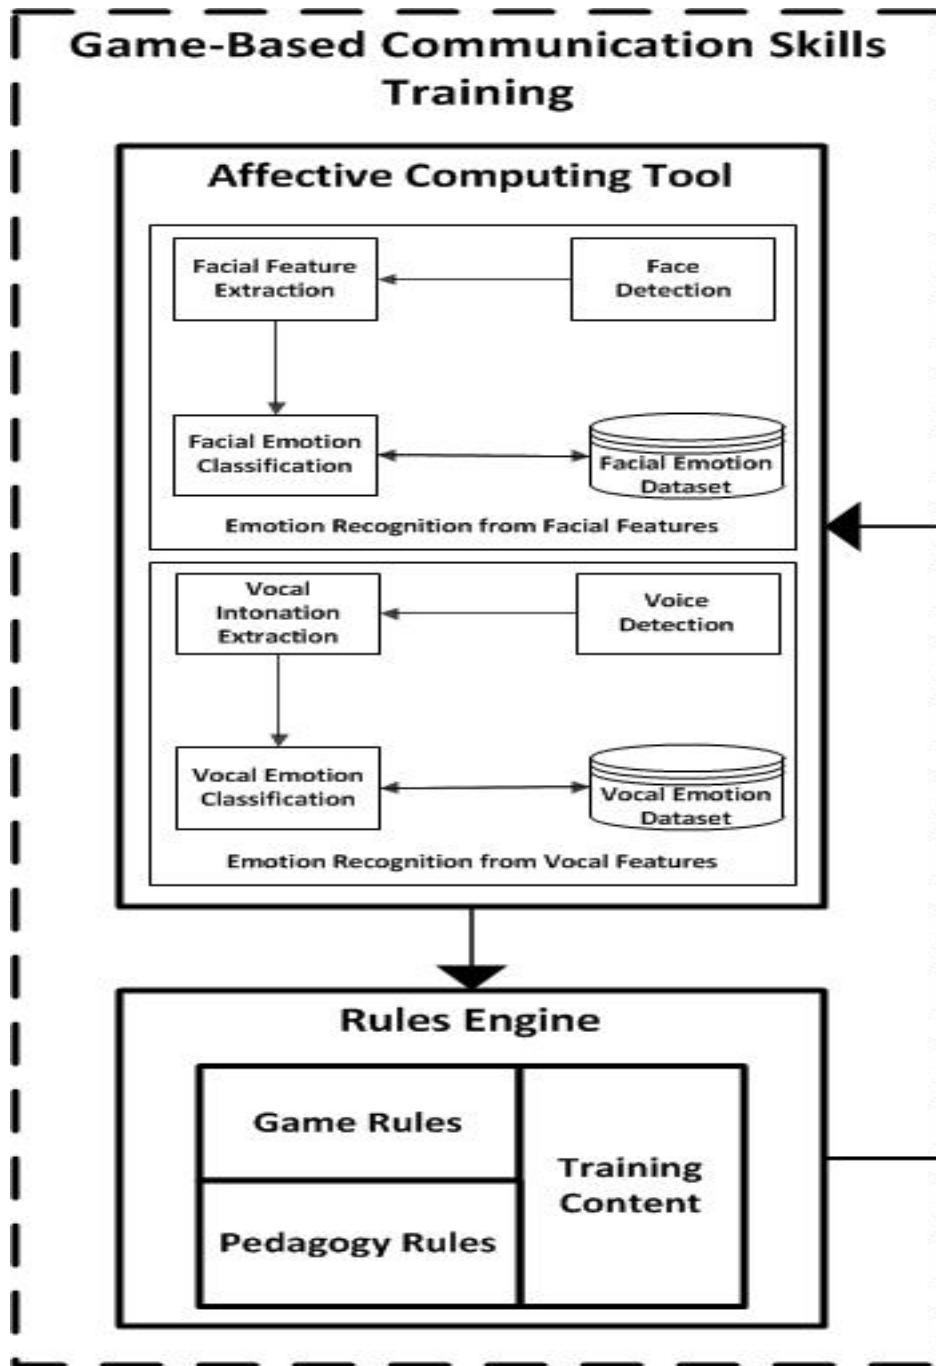 Game-Based Communication Skills
Training
Affective Computing Tool
Facial Feature
Extraction
Face
Detection
Facial Emotion
Classification
Facial Emotion
Dataset
Emotion Recognition from Facial Features
Vocal
Intonation
Extraction
Voice
Detection
Vocal Emotion
Classification
Vocal Emotion
Dataset
Emotion Recognition from Vocal Features
Rules Engine
Game Rules
Pedagogy Rules
Training
Content